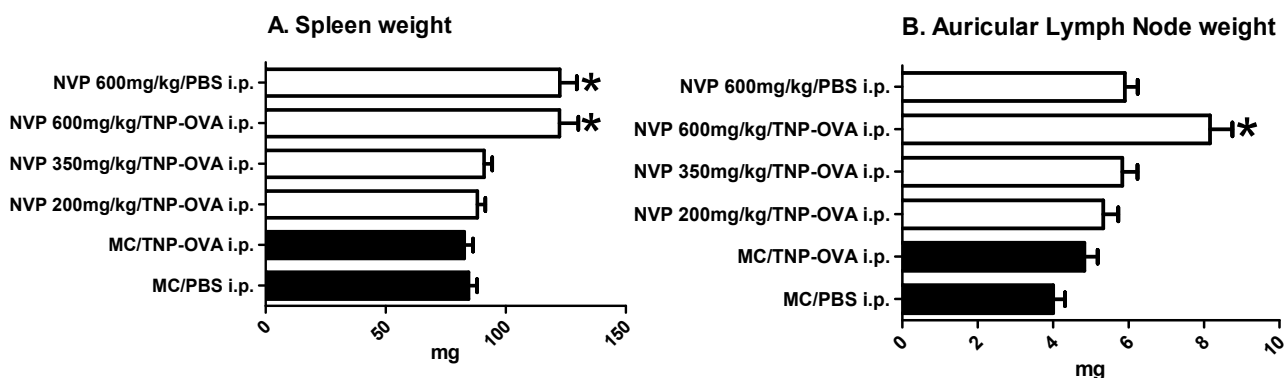 A. Spleen weight
NVP 600mg/kg/PBS i.p.
*
NVP 600mg/kg/TNP-OVA i.p.
*
NVP 350mg/kg/TNP-OVA i.p.
NVP 200mg/kg/TNP-OVA i.p.
MC/TNP-OVA i.p.
MC/PBS i.p.
0 50 100 150
mg
B. Auricular Lymph Node weight
NVP 600mg/kg/PBS i.p.
NVP 600mg/kg/TNP-OVA i.p.
*
NVP 350mg/kg/TNP-OVA i.p.
NVP 200mg/kg/TNP-OVA i.p.
MC/TNP-OVA i.p.
MC/PBS i.p.
0 2 4 6 8 10
mg